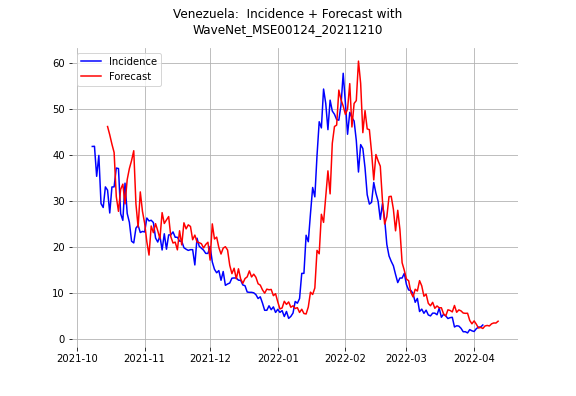 Venezuela:  Incidence + Forecast with
WaveNet_MSE00124_20211210
Incidence
Forecast
60
50
40
30
20
10
0
2021-10 2021-11 2021-12 2022-01 2022-02 2022-03 2022-04